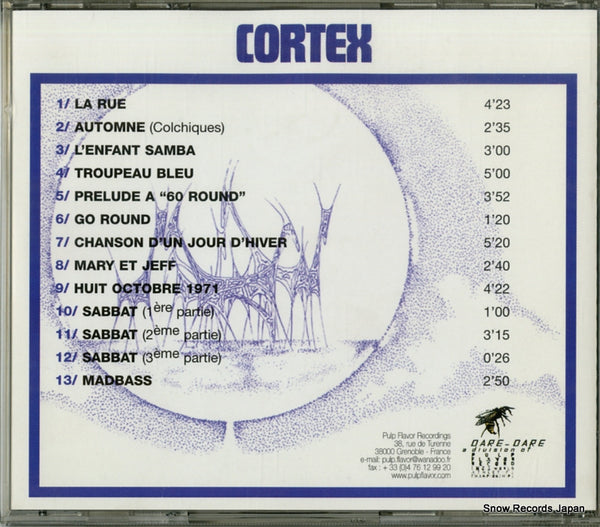 CORTEX
1/ LA RUE 4'23
2/ AUTOMNE (Colchiques) 2'35
3/ L'ENFANT SAMBA 3'00
4/ TROUPEAU BLEU 5'00
5/ PRELUDE A "60 ROUND" 3'52
6/ GO ROUND 1'20
7/ CHANSON D'UN JOUR D'HIVER 5'20
8/ MARY ET JEFF 2'40
9/ HUIT OCTOBRE 1971 4'22
10/ SABBAT (1ère partie) 1'00
11/ SABBAT (2ème partie) 3'15
12/ SABBAT (3ème partie) 0'26
13/ MADBASS 2'50
Pulp Flavor Recordings
38, rue de Turenne
38000 Grenoble - France
e-mail: pulp.flavor@wanadoo.fr
fax : + 33 (0)4 76 12 99 20
www.pulpflavor.com
DARE-DARE
a division of
Snow_Records_Japan